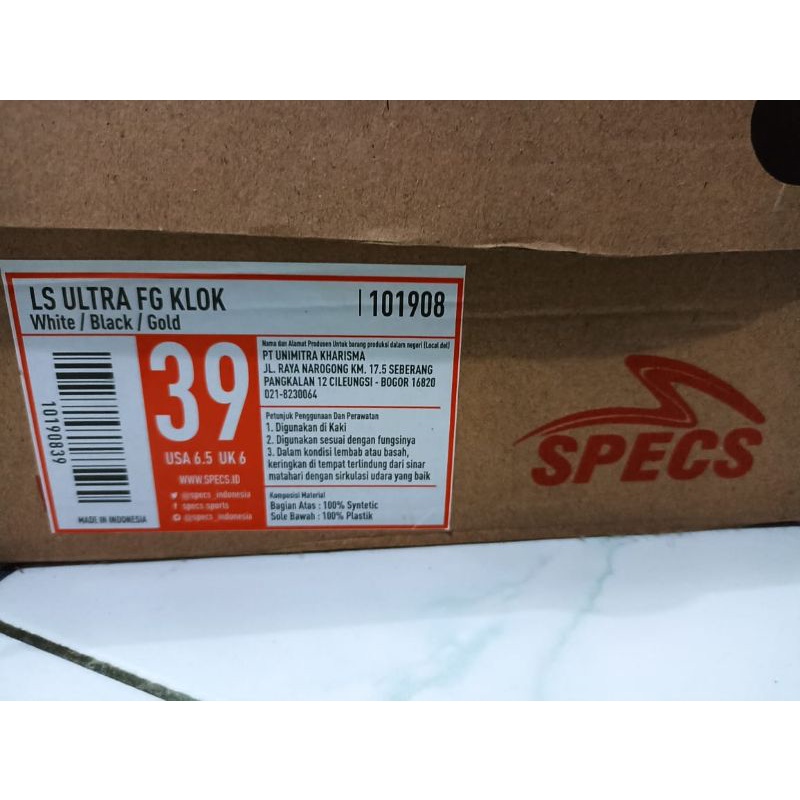 LS ULTRA FG KLOK
| 101908
White / Black / Gold
10190839
MADE IN INDONESIA
39
USA 6.5 UK 6
WWW.SPECS.ID
@specs_indonesia
specs.sports
@specs_indonesia
Nama dan Alamat Produsen Untuk barang produksi dalam negeri (Local del)
PT UNIMITRA KHARISMA
JL. RAYA NAROGONG KM. 17.5 SEBERANG
PANGKALAN 12 CILEUNGSI - BOGOR 16820
021-8230064
Petunjuk Penggunaan Dan Perawatan
1. Digunakan di Kaki
2. Digunakan sesuai dengan fungsinya
3. Dalam kondisi lembab atau basah,
keringkan di tempat terlindung dari sinar
matahari dengan sirkulasi udara yang baik
Komposisi Material
Bagian Atas : 100% Syntetic
Sole Bawah : 100% Plastik
SPECS